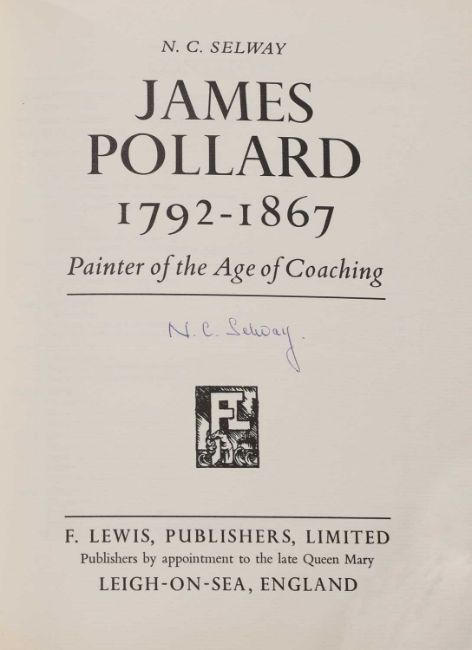 N. C. SELWAY
JAMES
POLLARD
1792-1867
Painter of the Age of Coaching
N. C. Selway.
FL
F. LEWIS, PUBLISHERS, LIMITED
Publishers by appointment to the late Queen Mary
LEIGH-ON-SEA, ENGLAND